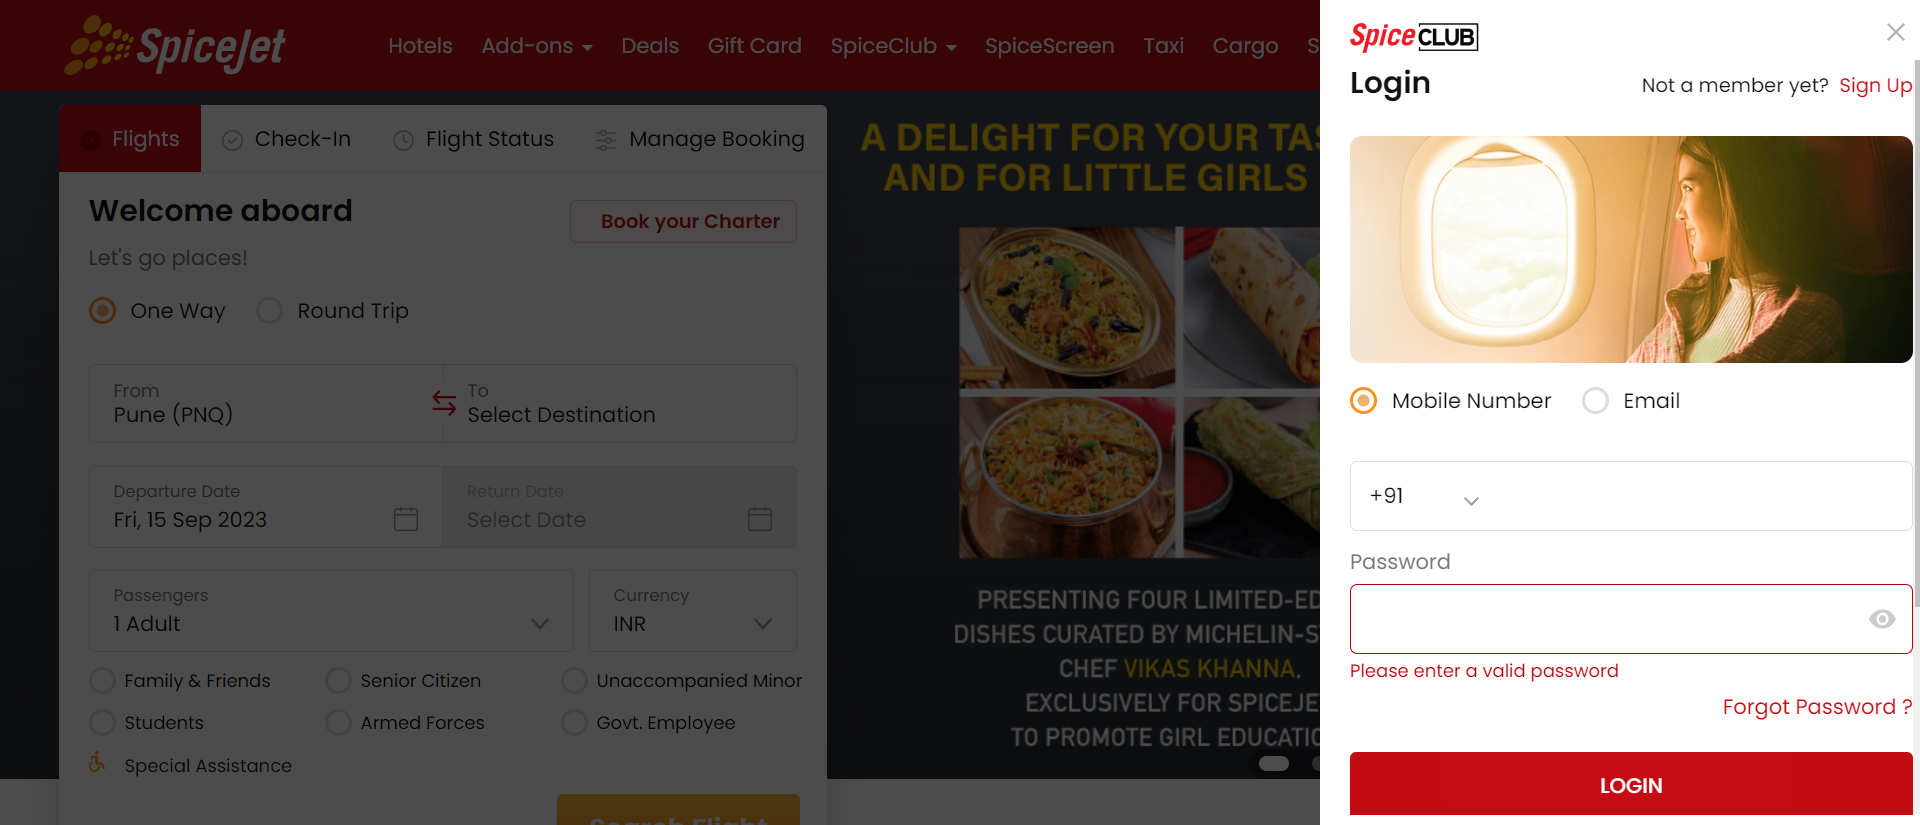 SpiceJet
Hotels Add-ons Deals Gift Card SpiceClub SpiceScreen Taxi Cargo S
Flights Check-In Flight Status Manage Booking
Welcome aboard
Book your Charter
Let's go places!
One Way Round Trip
From
Pune (PNQ)
To
Select Destination
Departure Date
Fri, 15 Sep 2023
Return Date
Select Date
Passengers
1 Adult
Currency
INR
Family & Friends Senior Citizen Unaccompanied Minor
Students Armed Forces Govt. Employee
Special Assistance
Search Flight
A DELIGHT FOR YOUR TAS
AND FOR LITTLE GIRLS
PRESENTING FOUR LIMITED-ED
DISHES CURATED BY MICHELIN-S
CHEF VIKAS KHANNA,
EXCLUSIVELY FOR SPICEJE
TO PROMOTE GIRL EDUCATIO
Spice CLUB
Login
Not a member yet? Sign Up
Mobile Number Email
+91
Password
Please enter a valid password
Forgot Password ?
LOGIN